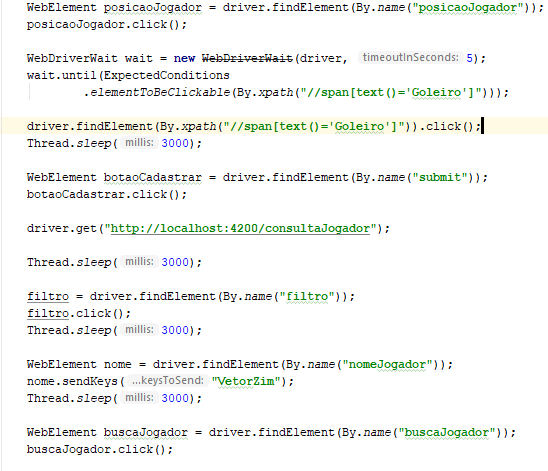 WebElement posicaoJogador = driver.findElement(By.name("posicaoJogador"));
posicaoJogador.click();
WebDriverWait wait = new WebDriverWait(driver, timeoutInSeconds: 5);
wait.until(ExpectedConditions
.elementToBeClickable(By.xpath("//span[text()='Goleiro']")));
driver.findElement(By.xpath("//span[text()='Goleiro']")).click();
Thread.sleep( millis: 3000);
WebElement botaoCadastrar = driver.findElement(By.name("submit"));
botaoCadastrar.click();
driver.get("http://localhost:4200/consultaJogador");
Thread.sleep( millis: 3000);
filtro = driver.findElement(By.name("filtro"));
filtro.click();
Thread.sleep( millis: 3000);
WebElement nome = driver.findElement(By.name("nomeJogador"));
nome.sendKeys( ...keysToSend: "VetorZim");
Thread.sleep( millis: 3000);
WebElement buscaJogador = driver.findElement(By.name("buscaJogador"));
buscaJogador.click();